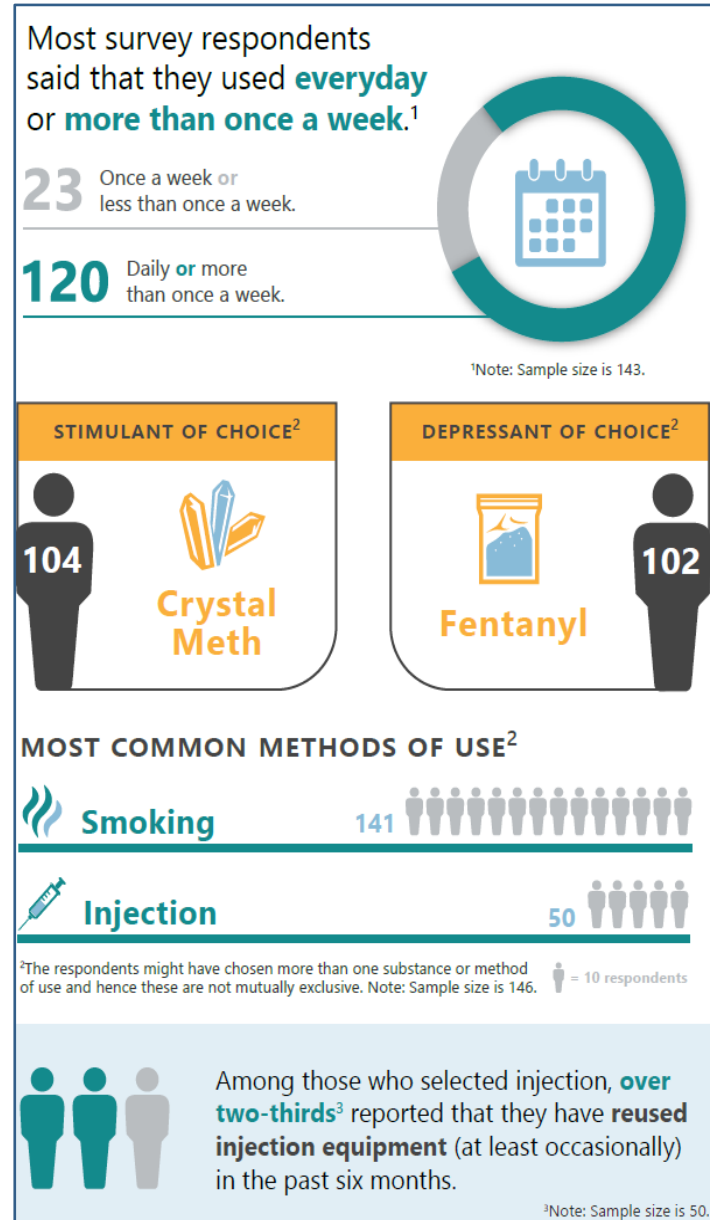 Most survey respondents
said that they used everyday
or more than once a week.¹
23 Once a week or
less than once a week.
120 Daily or more
than once a week.
¹Note: Sample size is 143.
STIMULANT OF CHOICE²
104
Crystal
Meth
DEPRESSANT OF CHOICE²
102
Fentanyl
MOST COMMON METHODS OF USE²
Smoking 141
Injection 50
²The respondents might have chosen more than one substance or method
of use and hence these are not mutually exclusive. Note: Sample size is 146.
= 10 respondents
Among those who selected injection, over
two-thirds³ reported that they have reused
injection equipment (at least occasionally)
in the past six months.
³Note: Sample size is 50.